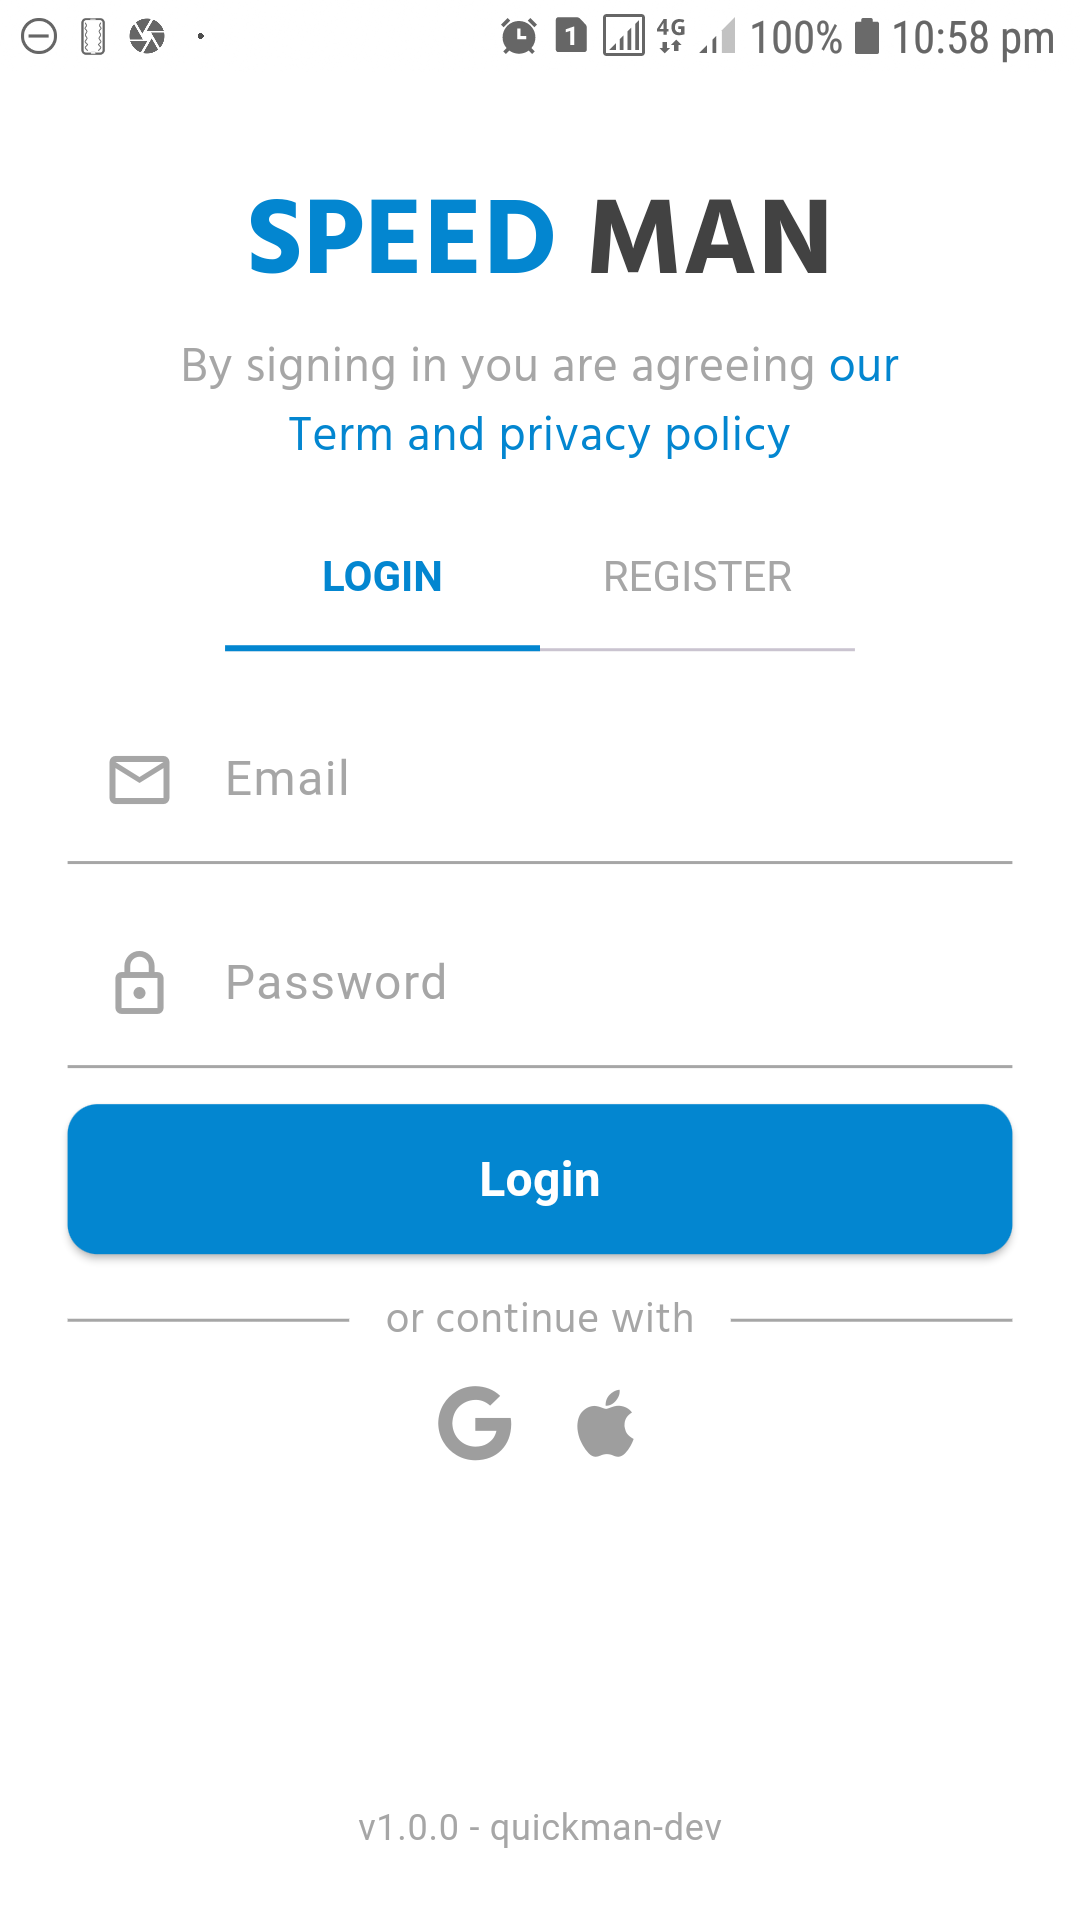 1 4G 100% 10:58 pm
SPEED MAN
By signing in you are agreeing our
Term and privacy policy
LOGIN REGISTER
Email
Password
Login
or continue with
v1.0.0 - quickman-dev